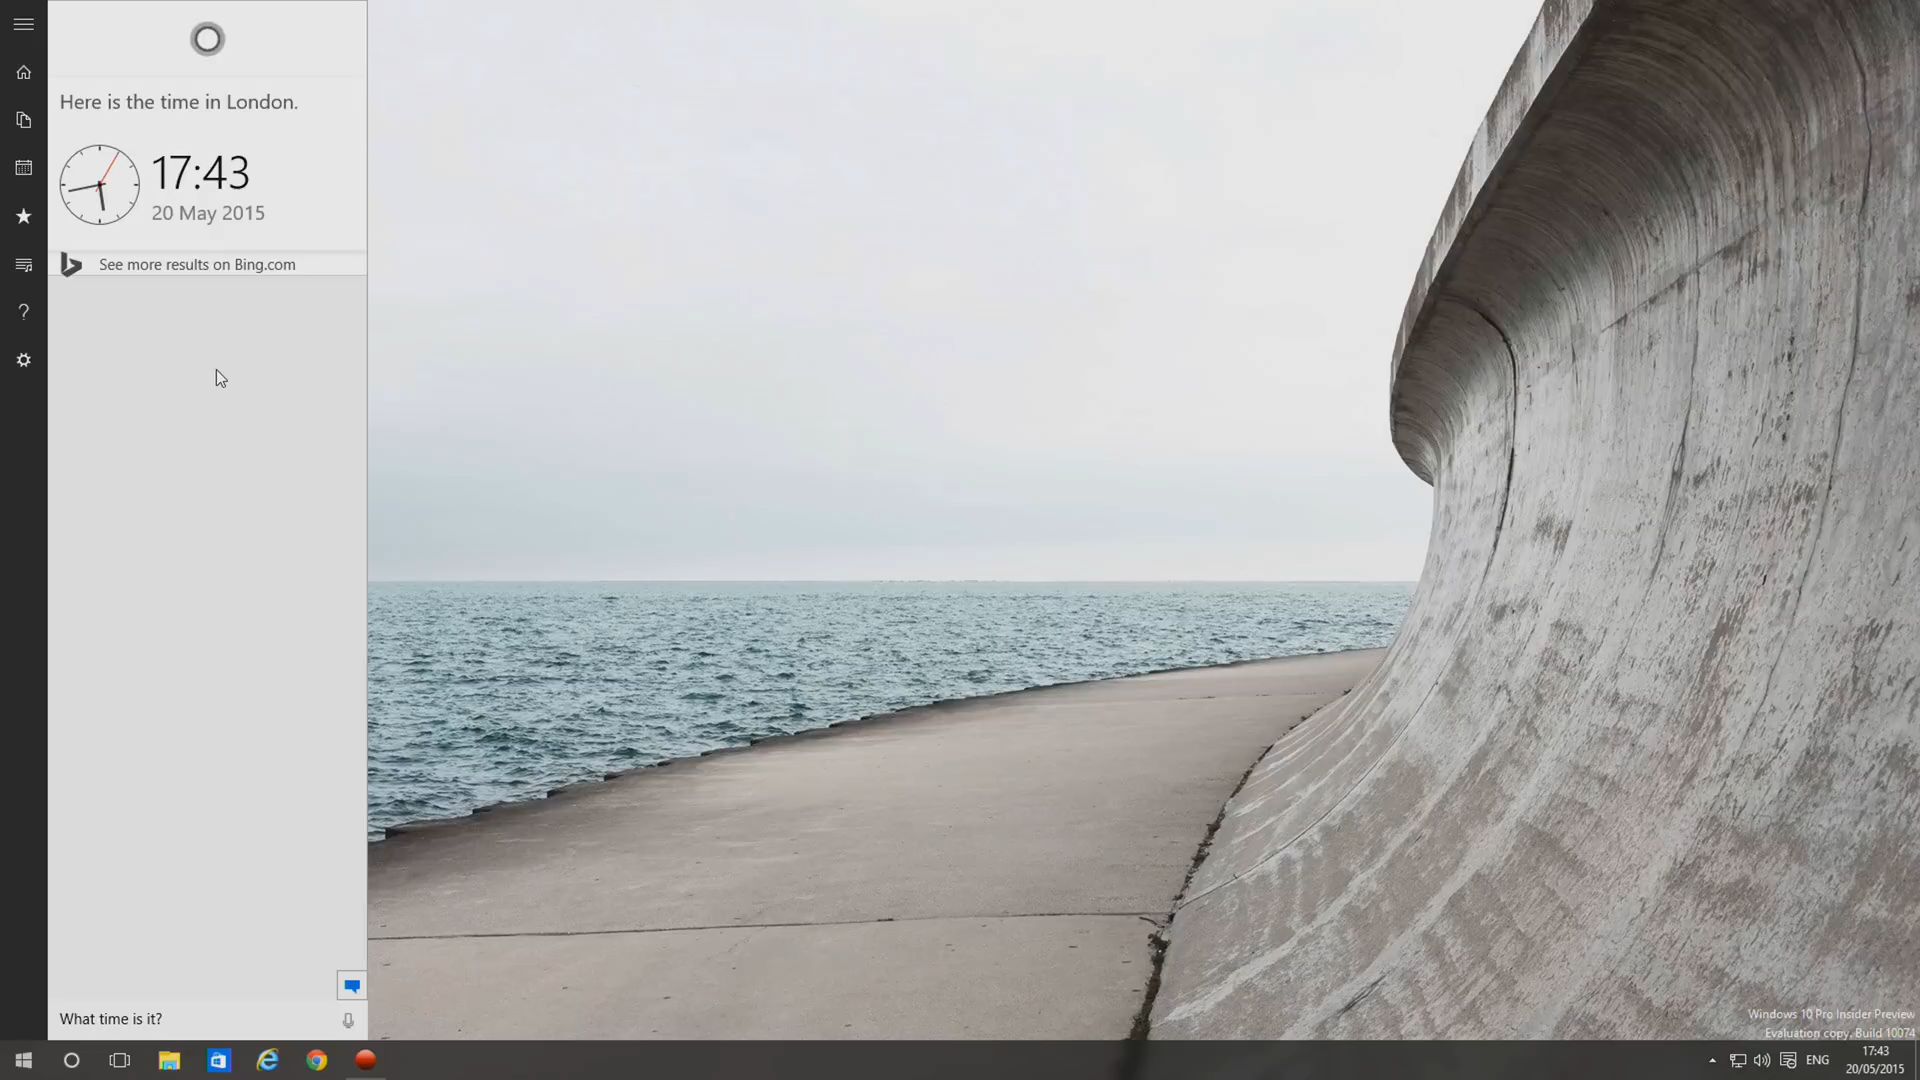 Here is the time in London.
17:43
20 May 2015
See more results on Bing.com
What time is it?
Windows 10 Pro Insider Preview
Evaluation copy. Build 10074
ENG
17:43
20/05/2015